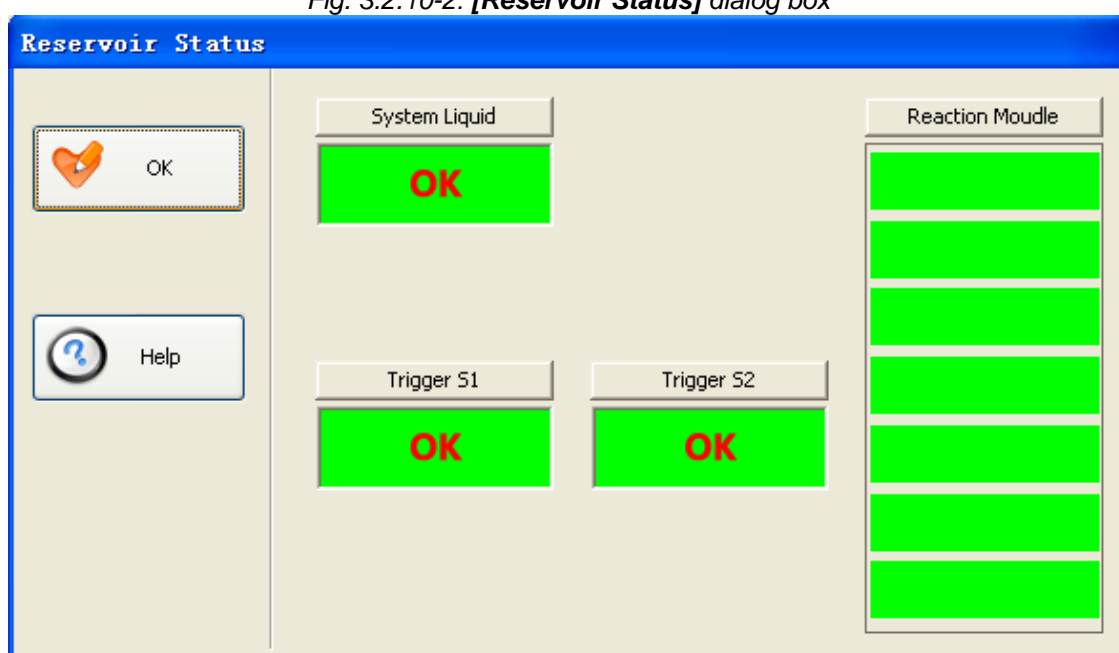 Fig. 3.2.10-2. [Reservoir Status] dialog box
Reservoir Status
OK
Help
System Liquid
OK
Trigger S1
OK
Trigger S2
OK
Reaction Moudle